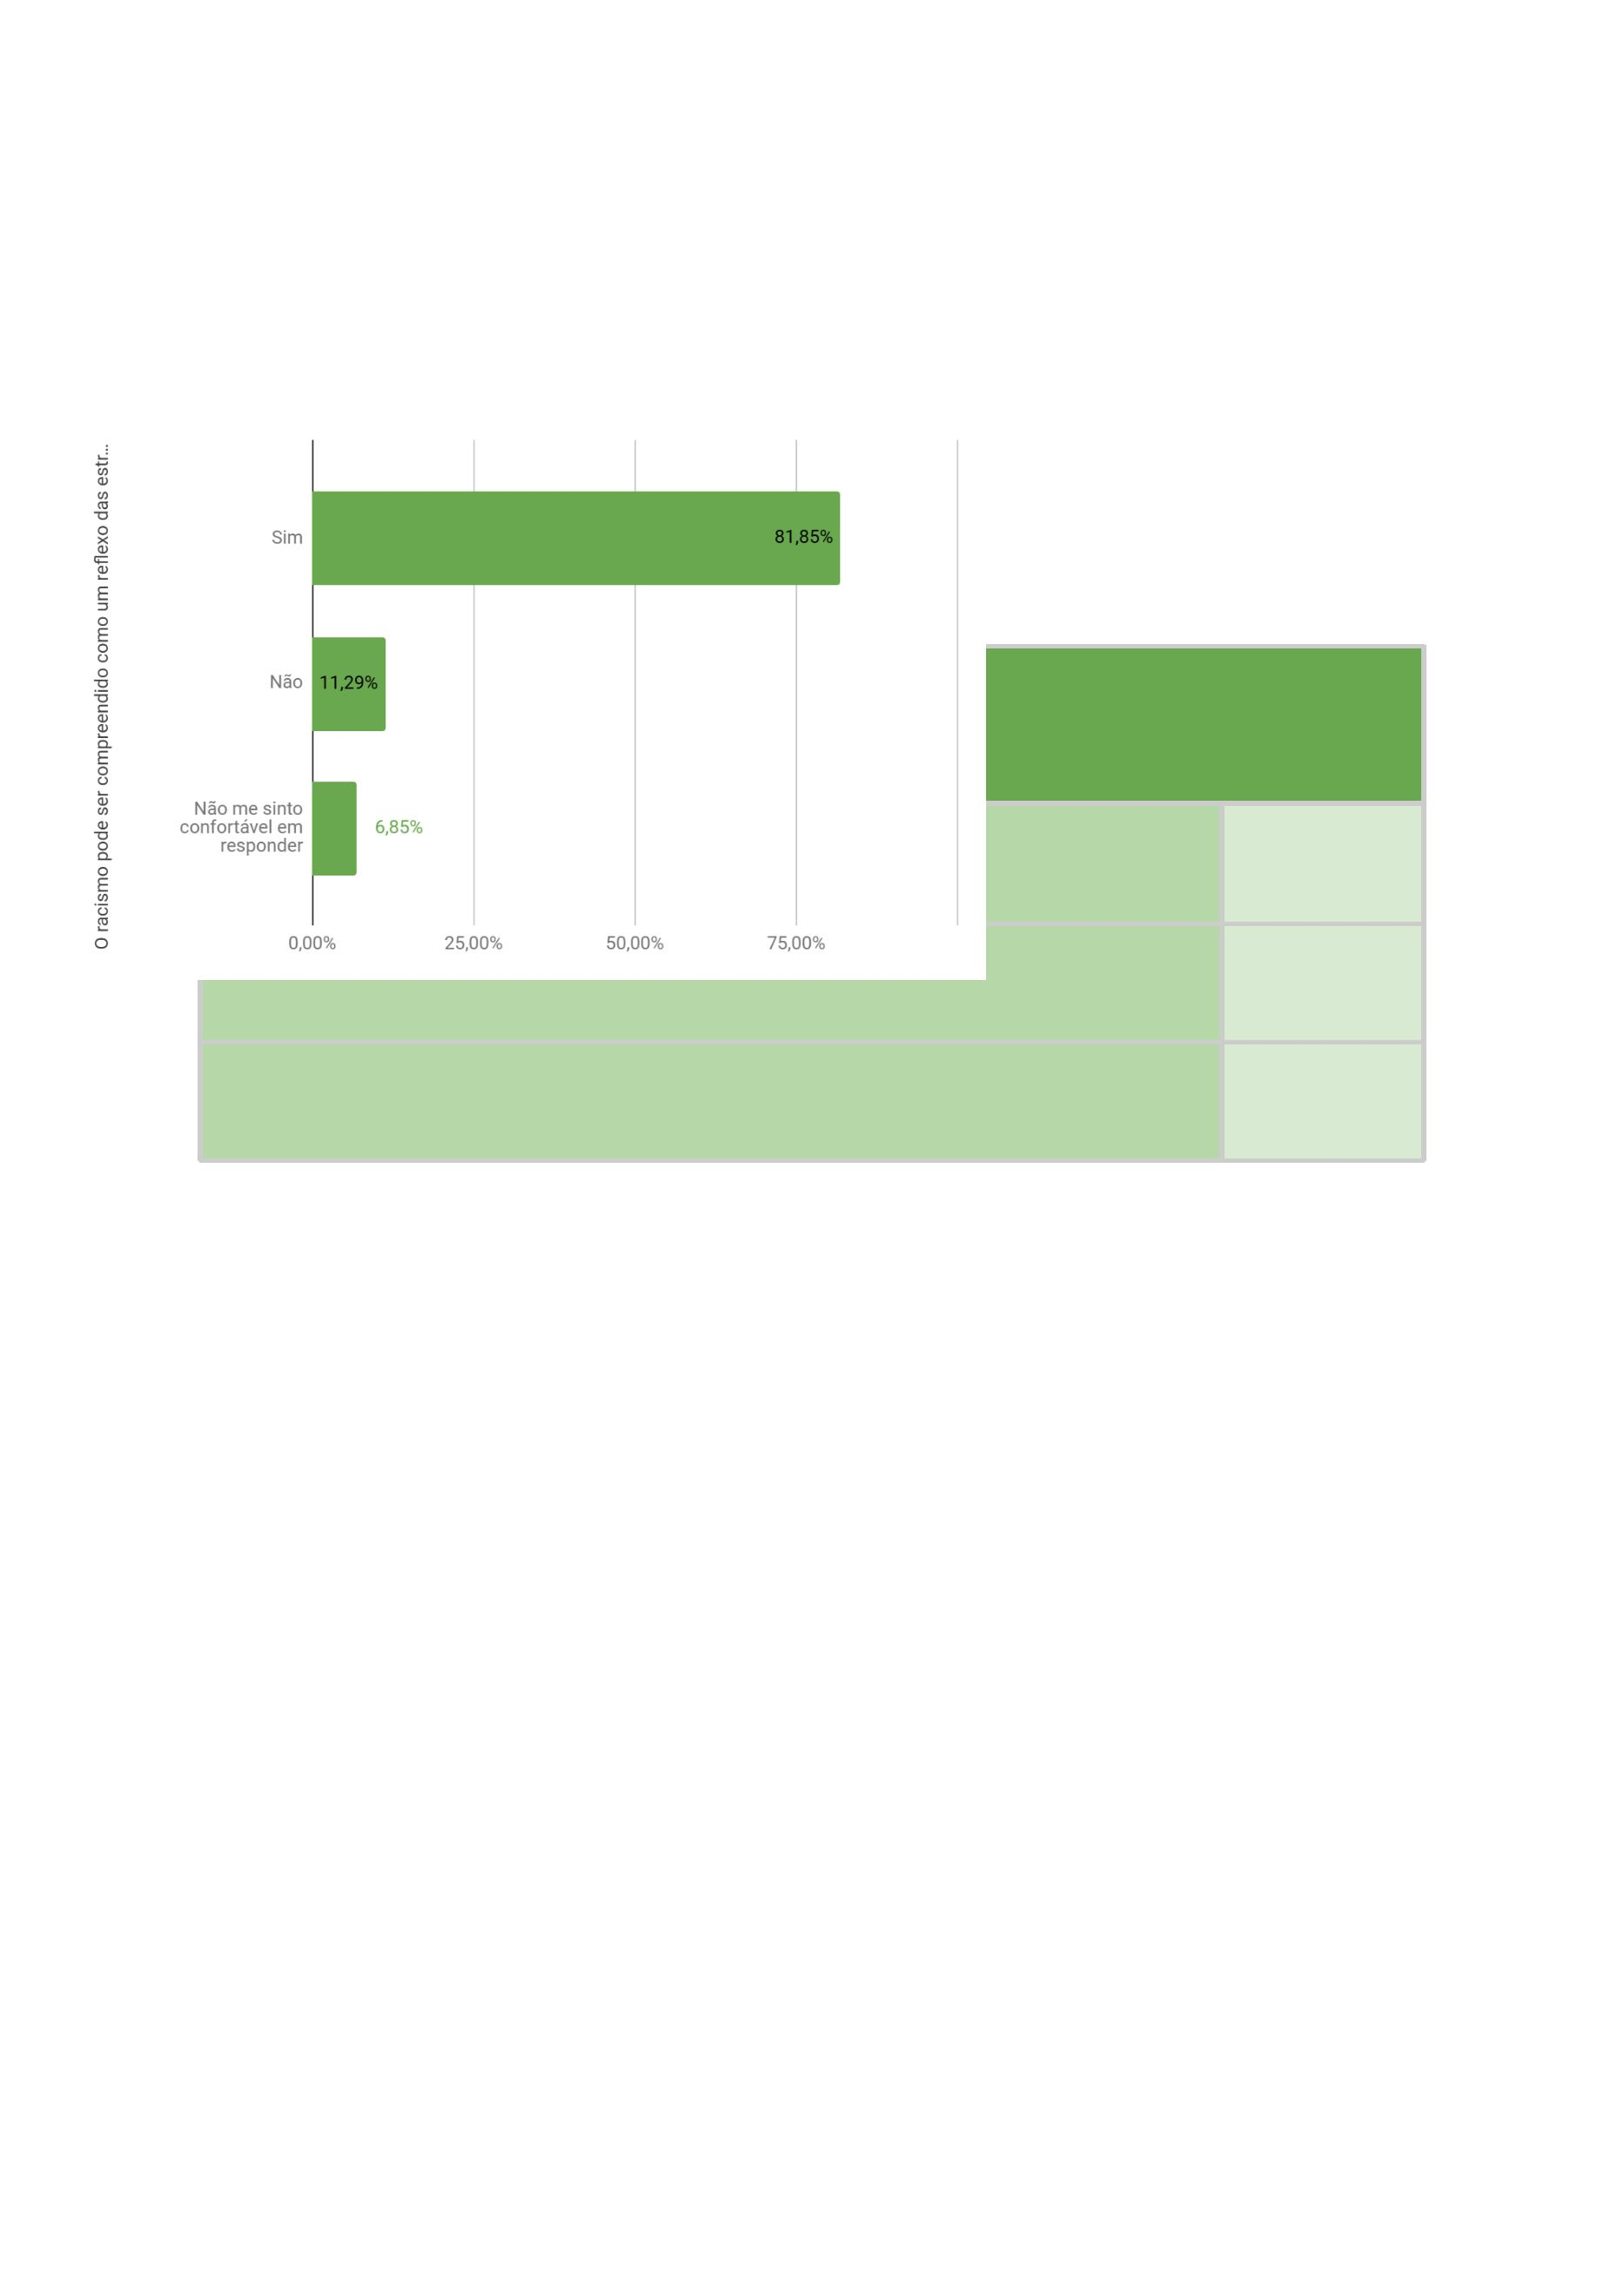 O racismo pode ser compreendido como um reflexo das estr...
Sim
81,85%
Não
11,29%
Não me sinto
confortável em
responder
6,85%
0,00%
25,00%
50,00%
75,00%